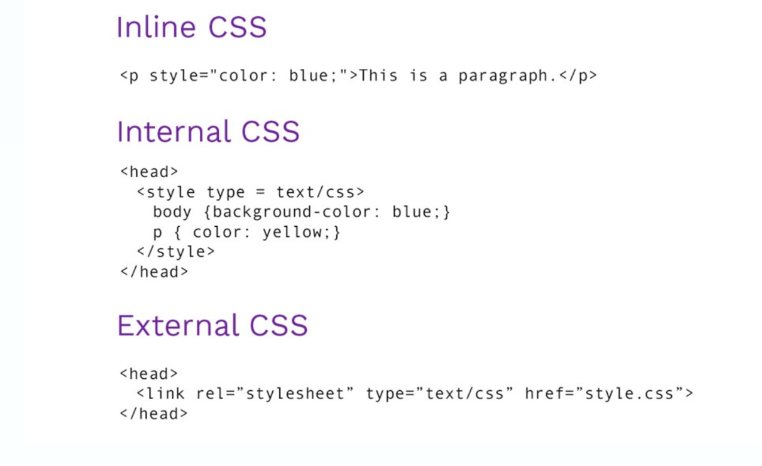 Inline CSS
<p style="color: blue;">This is a paragraph.</p>
Internal CSS
<head>
<style type = text/css>
body {background-color: blue;}
p { color: yellow;}
</style>
</head>
External CSS
<head>
<link rel=”stylesheet” type=”text/css” href=”style.css”>
</head>